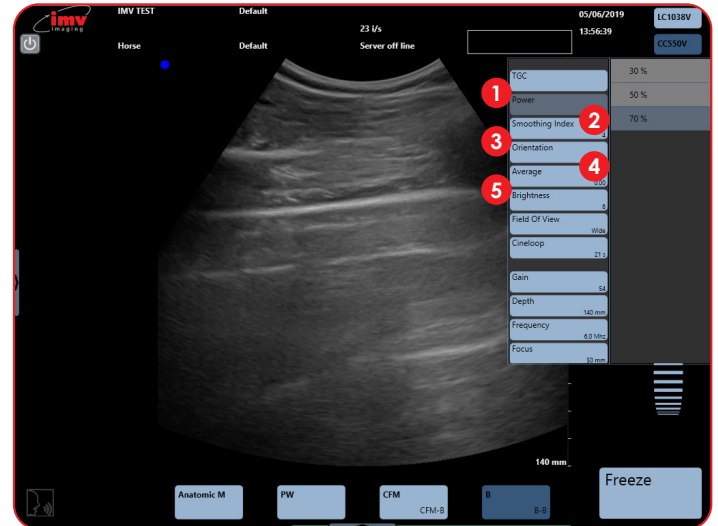 imv
imaging
IMV TEST
Default
05/06/2019
LC1038V
23 i/s
13:56:39
Horse
Default
Server off line
CC550V
TGC
30 %
1
Power
50 %
Smoothing Index
4
2
70 %
3
Orientation
Average
0.00
4
5
Brightness
6
Field Of View
Wide
Cineloop
21 s
Gain
54
Depth
140 mm
Frequency
6.0 Mhz
Focus
50 mm
140 mm
Freeze
Anatomic M
PW
CFM
CFM-B
B
B-B